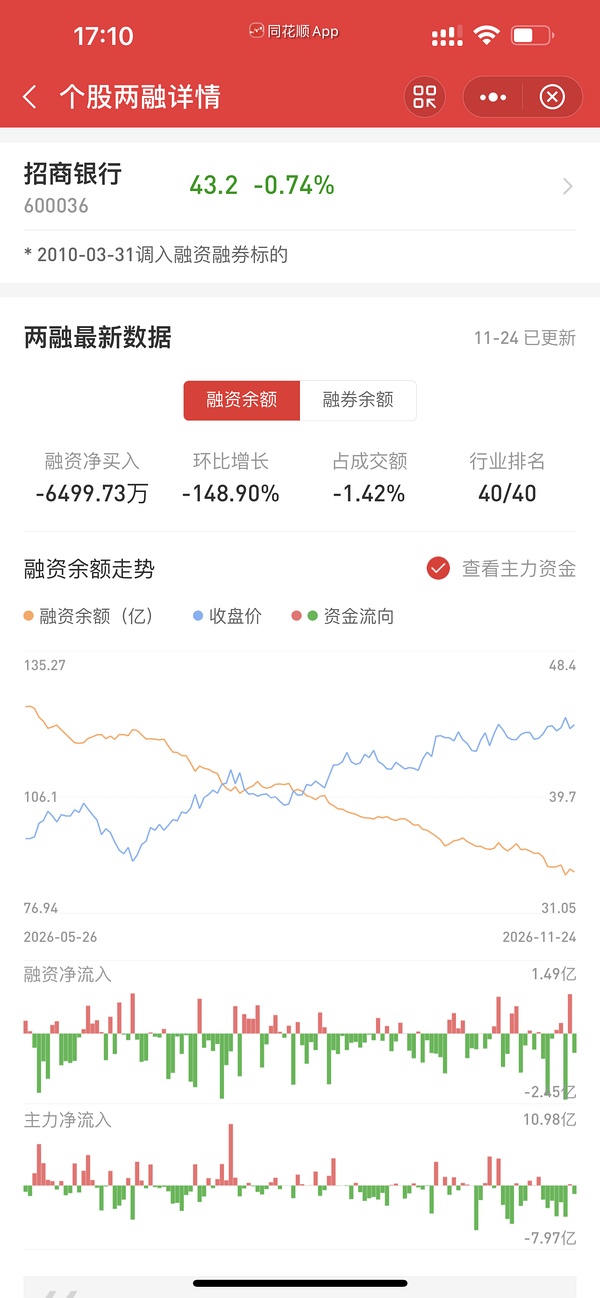 17:10
同花顺App
个股两融详情
招商银行
600036
43.2 -0.74%
* 2010-03-31调入融资融券标的
两融最新数据
11-24 已更新
融资余额 融券余额
融资净买入 环比增长 占成交额 行业排名
-6499.73万 -148.90% -1.42% 40/40
融资余额走势
查看主力资金
融资余额（亿） 收盘价 资金流向
135.27 48.4
106.1 39.7
76.94 31.05
2026-05-26 2026-11-24
融资净流入 1.49亿
-2.45亿
主力净流入 10.98亿
-7.97亿